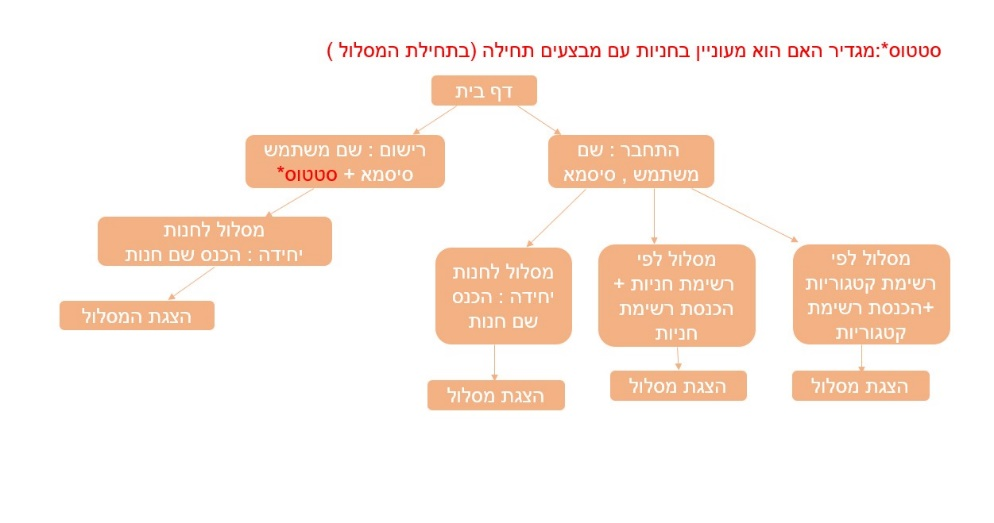 סטטוס*:מגדיר האם הוא מעוניין בחניות עם מבצעים תחילה (בתחילת המסלול )
דף בית
התחבר : שם
משתמש , סיסמא
רישום : שם משתמש
סיסמא + סטטוס*
מסלול לפי
רשימת קטגוריות
+הכנסת רשימת
קטגוריות
מסלול לפי
רשימת חניות +
הכנסת רשימת
חניות
מסלול לחנות
יחידה : הכנס
שם חנות
מסלול לחנות
יחידה : הכנס שם חנות
הצגת מסלול
הצגת מסלול
הצגת מסלול
הצגת המסלול